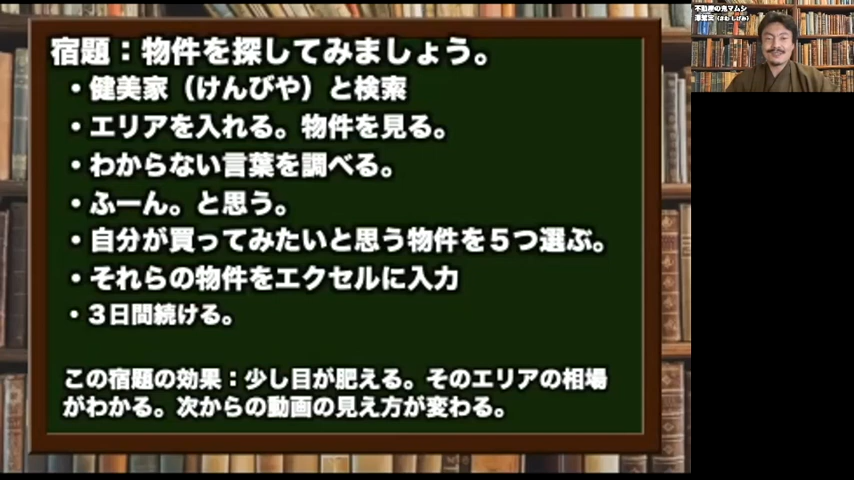 宿題：物件を探してみましょう。
・健美家（けんびや）と検索
・エリアを入れる。物件を見る。
・わからない言葉を調べる。
・ふーん。と思う。
・自分が買ってみたいと思う物件を５つ選ぶ。
・それらの物件をエクセルに入力
・３日間続ける。
この宿題の効果：少し目が肥える。そのエリアの相場
がわかる。次からの動画の見え方が変わる。
不動産の鬼マムシ